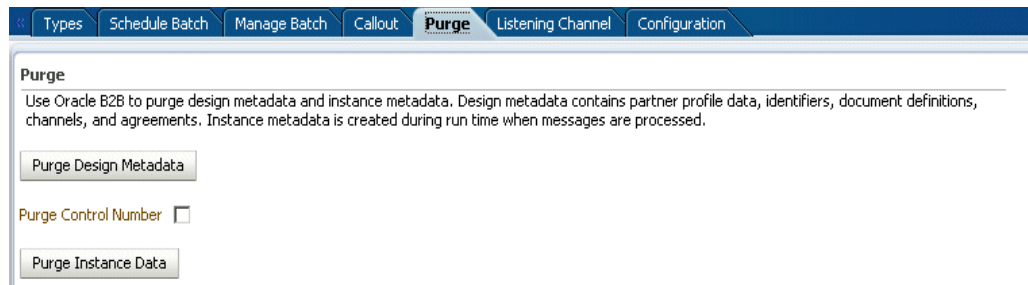 « Types Schedule Batch Manage Batch Callout Purge Listening Channel Configuration
Purge
Use Oracle B2B to purge design metadata and instance metadata. Design metadata contains partner profile data, identifiers, document definitions,
channels, and agreements. Instance metadata is created during run time when messages are processed.
Purge Design Metadata
Purge Control Number
Purge Instance Data